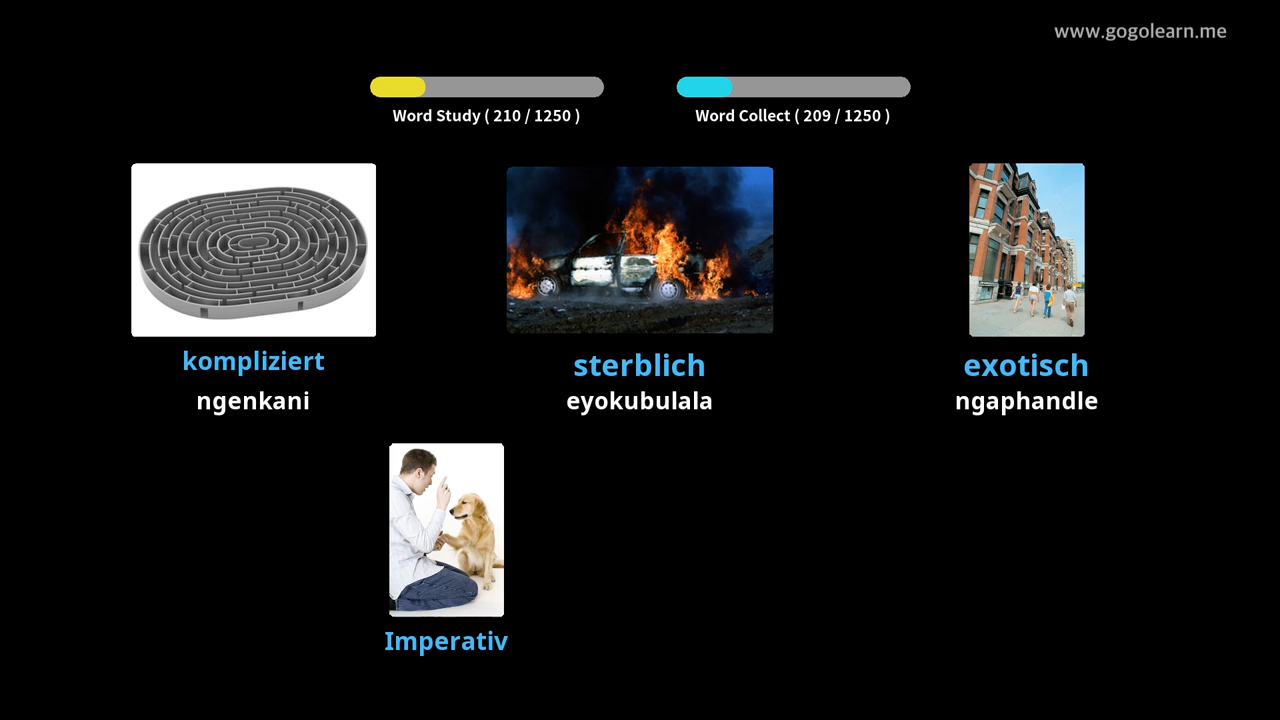 www.gogolearn.me
Word Study ( 210 / 1250 )
Word Collect ( 209 / 1250 )
kompliziert
ngenkani
sterblich
eyokubulala
exotisch
ngaphandle
Imperativ